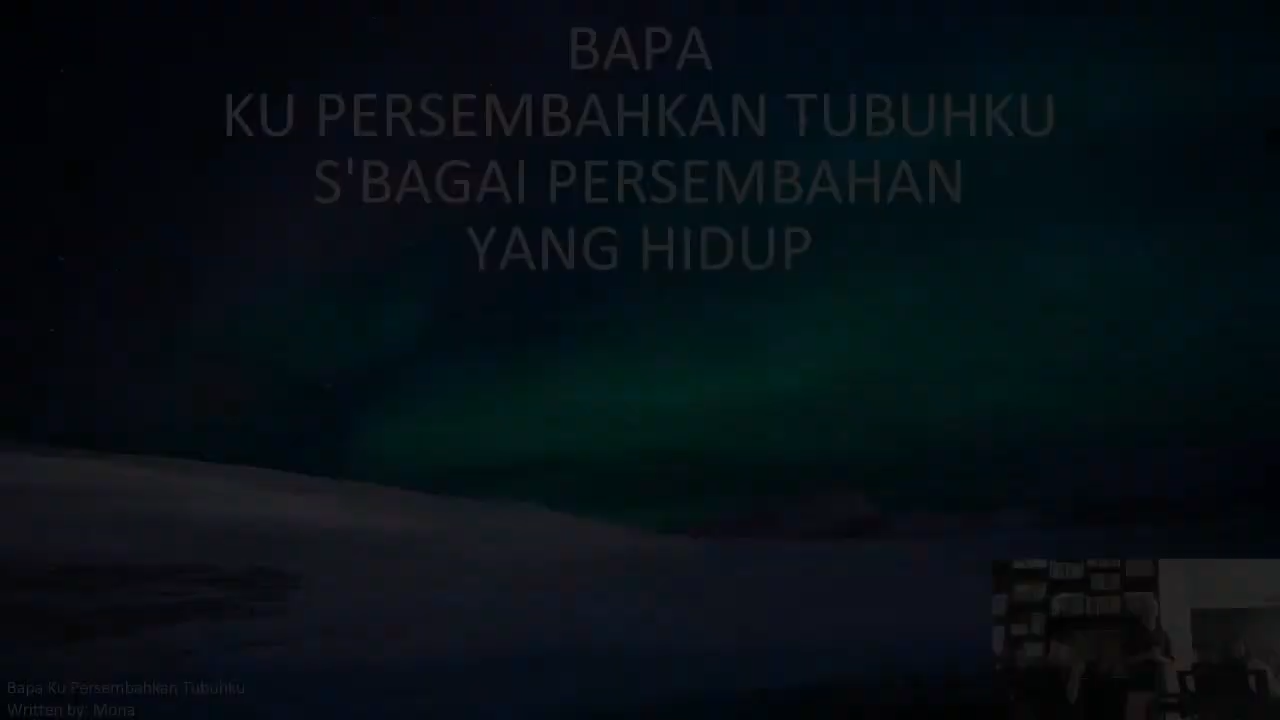 BAPA
KU PERSEMBAHKAN TUBUHKU
S'BAGAI PERSEMBAHAN
YANG HIDUP
Bapa Ku Persembahkan Tubuhku
Written by: Mona